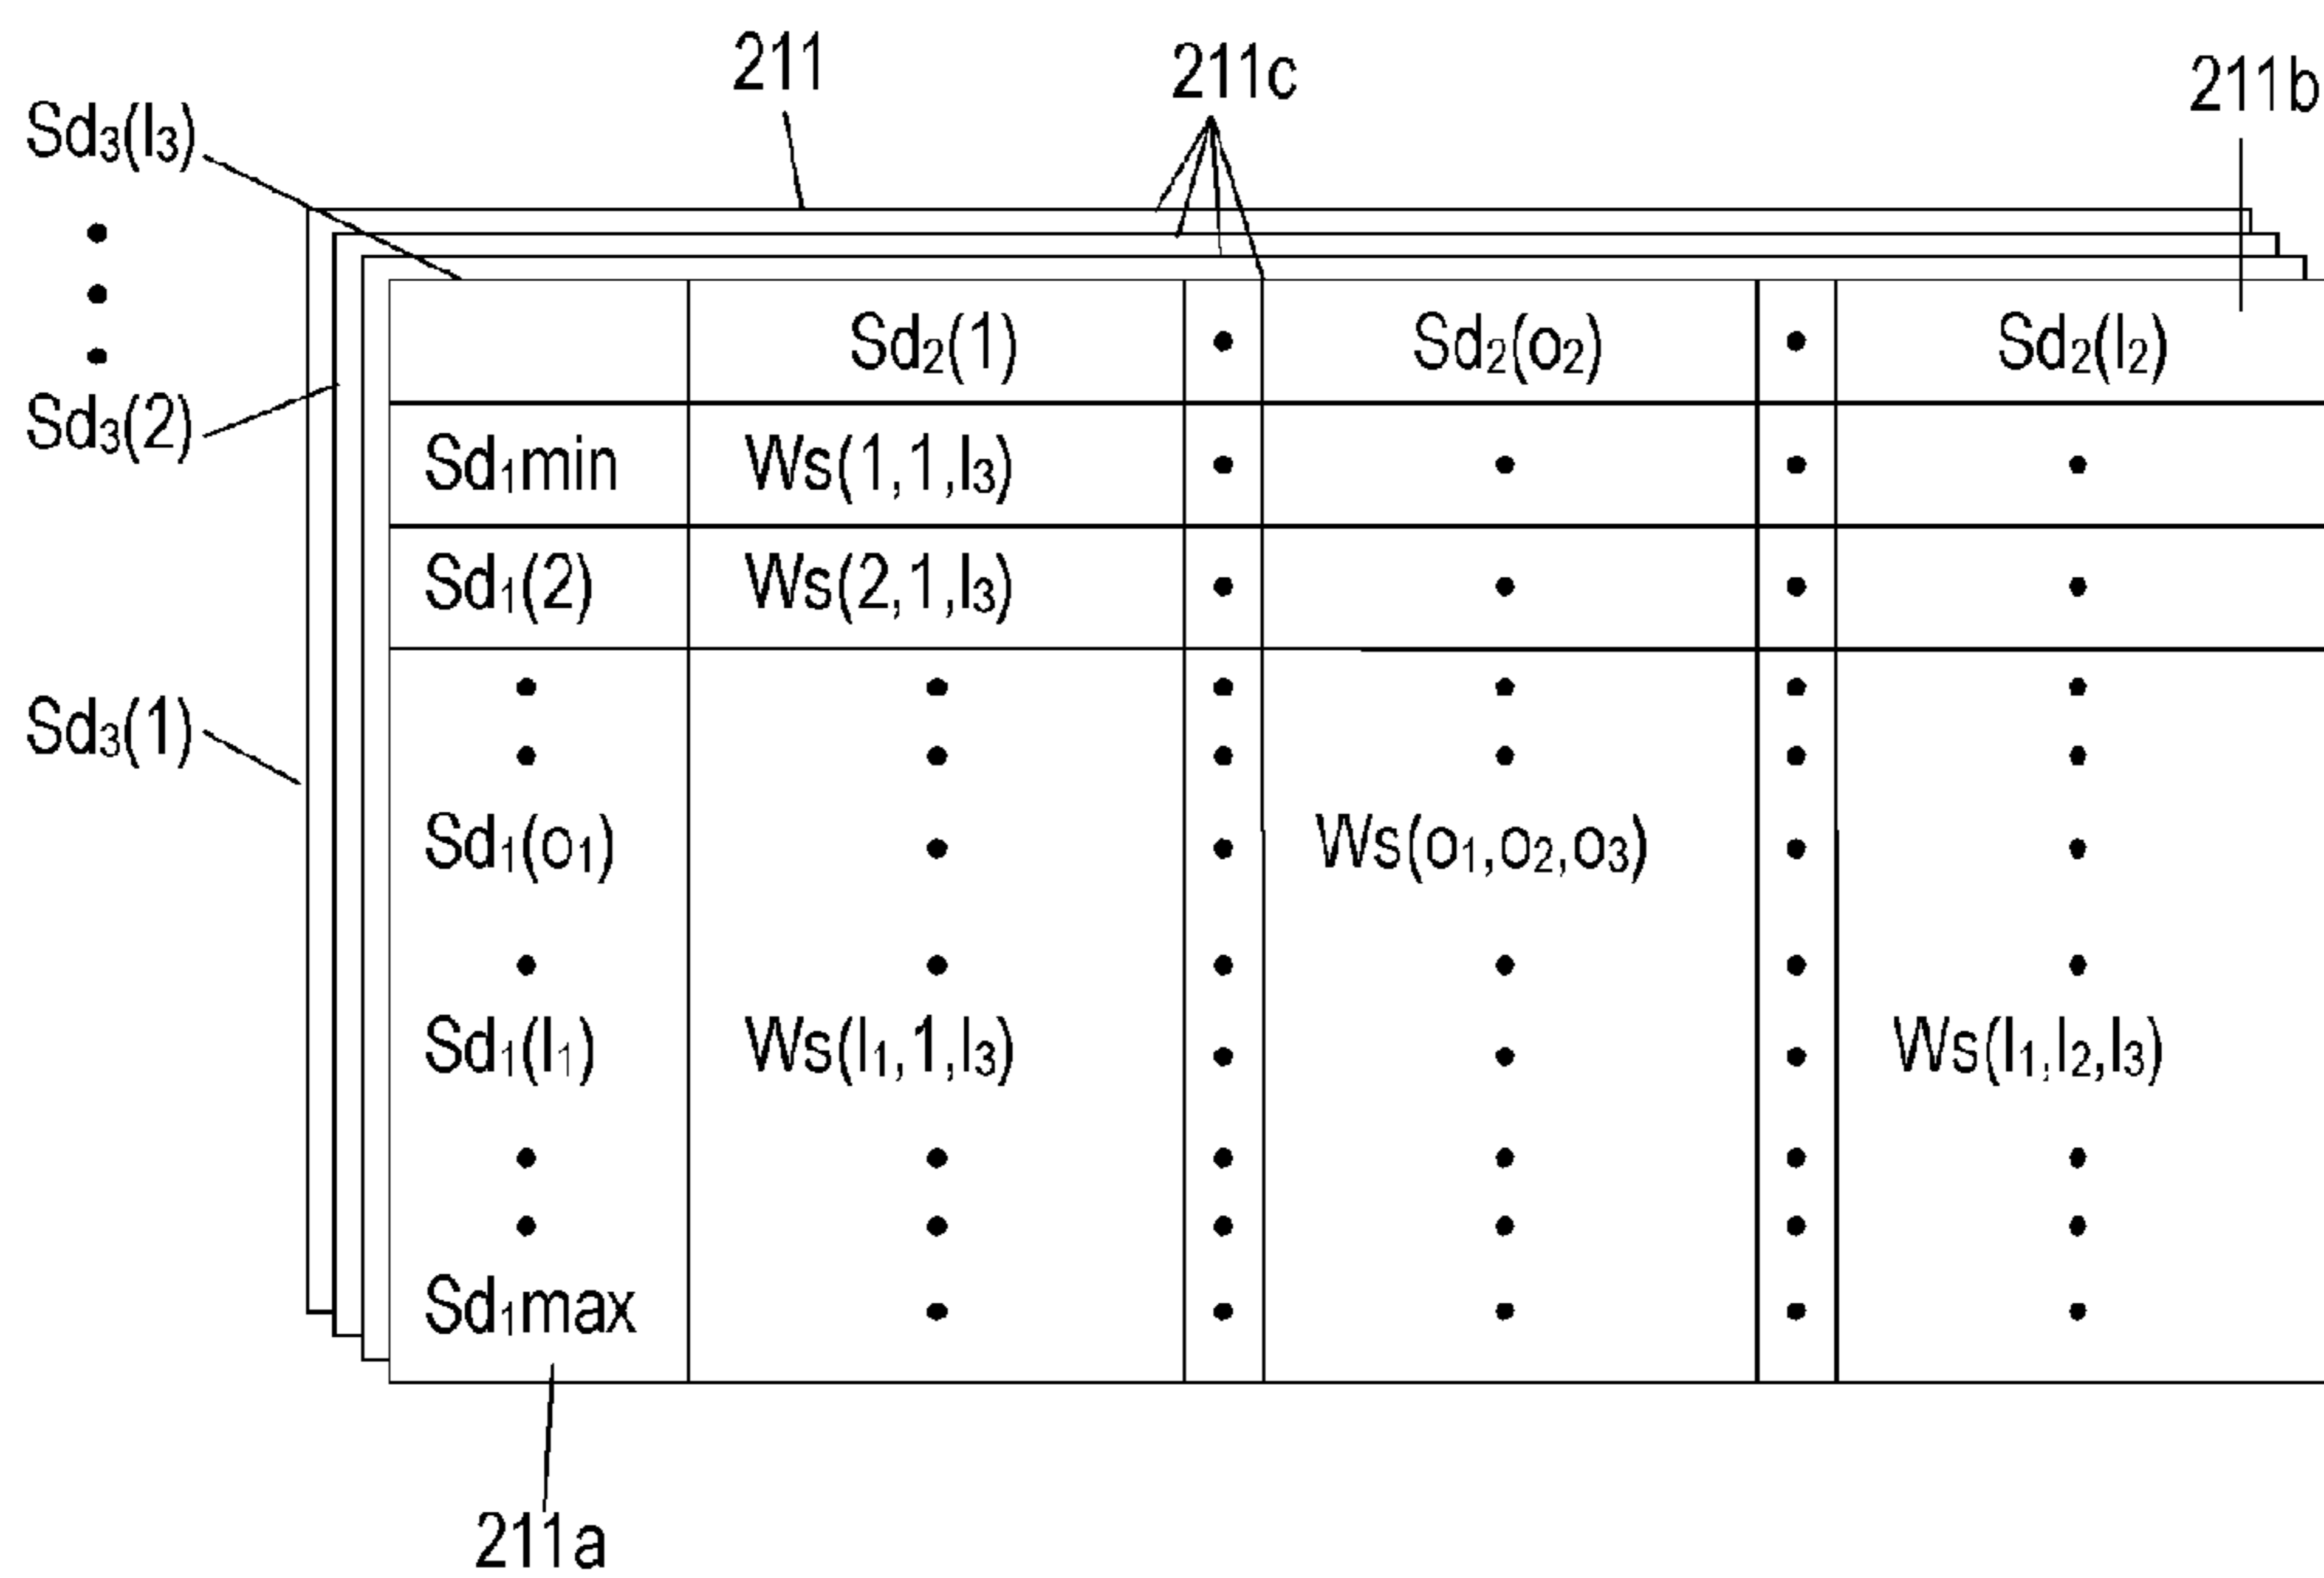 211
211c
211b
Sd₃(l₃)
Sd₃(2)
Sd₃(1)
Sd₂(1) • Sd₂(o₂) • Sd₂(l₂)
Sd₁min Ws(1,1,l₃) • • • •
Sd₁(2) Ws(2,1,l₃) • • • •
Sd₁(o₁) • • Ws(o₁,o₂,o₃) • •
Sd₁(l₁) Ws(l₁,1,l₃) • • • Ws(l₁,l₂,l₃)
Sd₁max • • • • •
211a